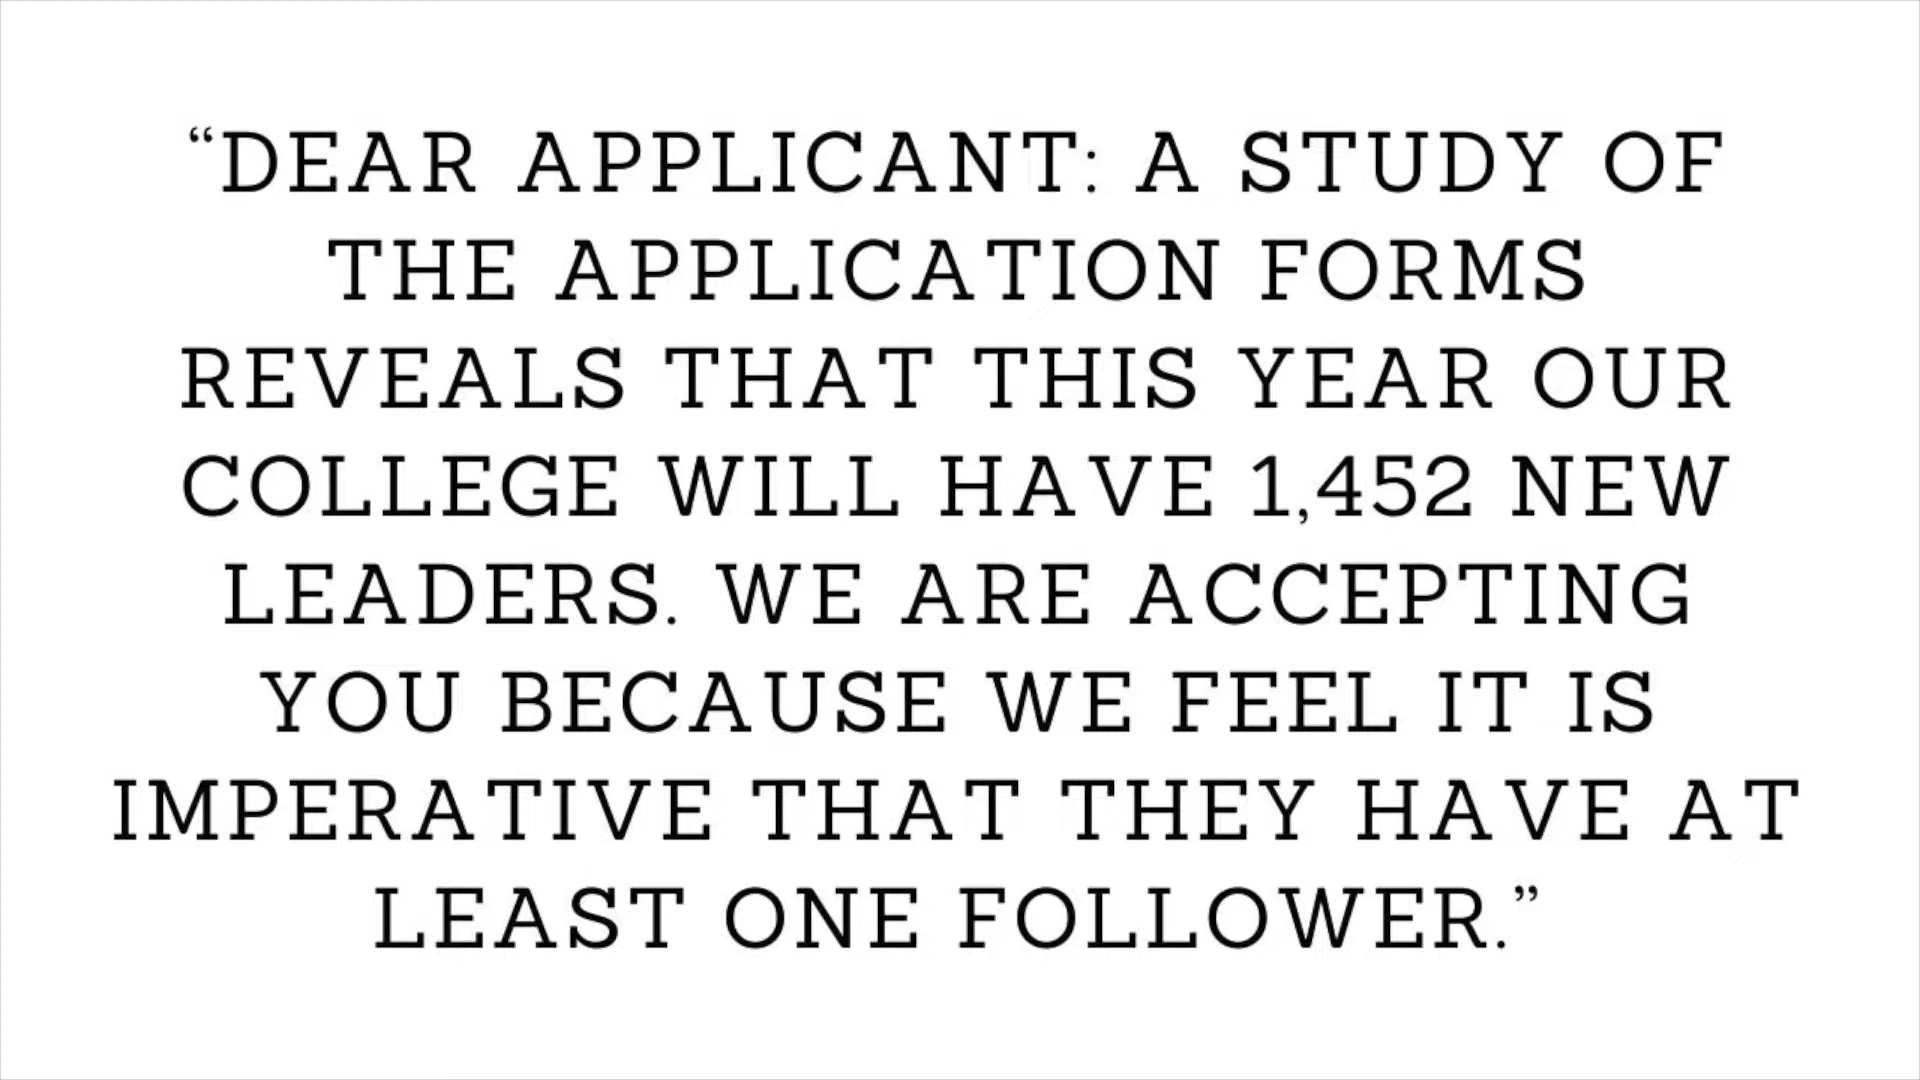 “DEAR APPLICANT: A STUDY OF
THE APPLICATION FORMS
REVEALS THAT THIS YEAR OUR
COLLEGE WILL HAVE 1,452 NEW
LEADERS. WE ARE ACCEPTING
YOU BECAUSE WE FEEL IT IS
IMPERATIVE THAT THEY HAVE AT
LEAST ONE FOLLOWER.”